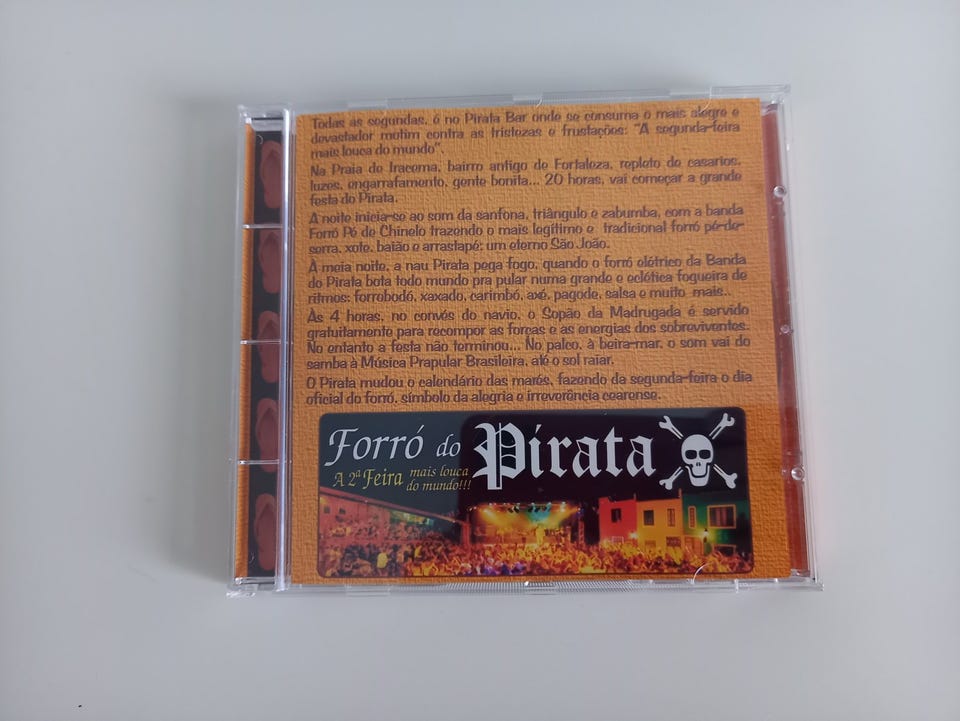 Todas as segundas, é no Pirata Bar onde se consuma o mais alegre e
devastador motim contra as tristezas e frustações: "A segunda-feira
mais louca do mundo".
Na Praia de Iracema, bairro antigo de Fortaleza, repleto de casarios,
luzes, engarrafamento, gente bonita... 20 horas, vai começar a grande
festa do Pirata.
A noite inicia-se ao som da sanfona, triângulo e zabumba, com a banda
Forró Pé de Chinelo trazendo o mais legítimo e tradicional forró pé-de-
serra, xote, baião e arrastapé: um eterno São João.
À meia noite, a nau Pirata pega fogo, quando o forró elétrico da Banda
do Pirata bota todo mundo pra pular numa grande e eclética fogueira de
ritmos: forrobodó, xaxado, carimbó, axé, pagode, salsa e muito mais..
Às 4 horas, no convés do navio, o Sopão da Madrugada é servido
gratuitamente para recompor as forças e as energias dos sobreviventes.
No entanto a festa não terminou... No palco, à beira-mar, o som vai do
samba à Música Prapular Brasileira, até o sol raiar.
O Pirata mudou o calendário das marés, fazendo da segunda-feira o dia
oficial do forró, símbolo da alegria e irreverência cearense.
Forró do Pirata
A 2ª Feira mais louca
do mundo!!!